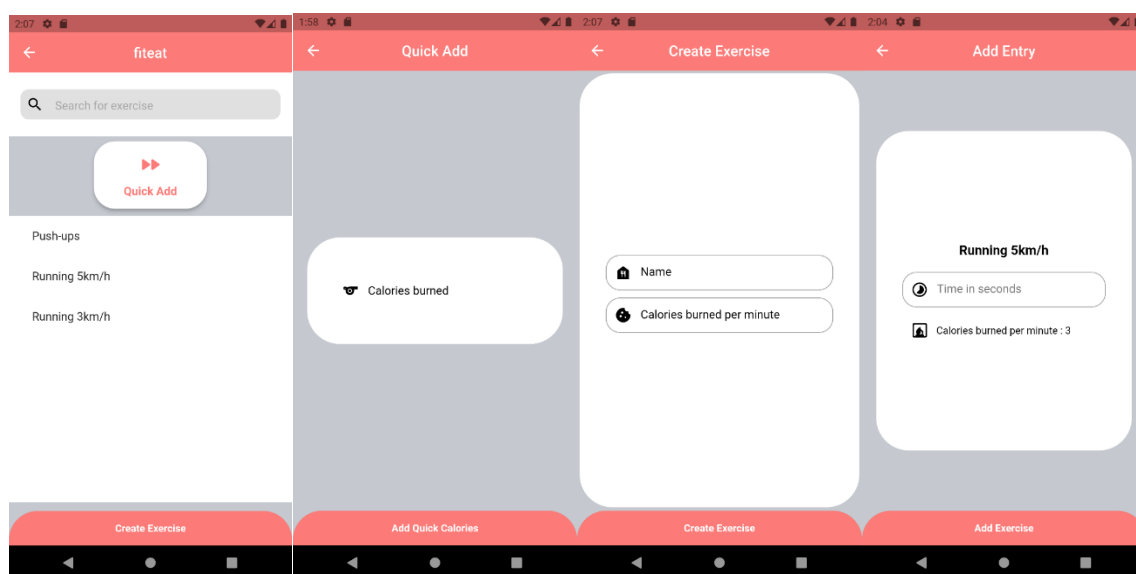 2:07
fiteat
Search for exercise
Quick Add
Push-ups
Running 5km/h
Running 3km/h
Create Exercise
1:58
Quick Add
Calories burned
Add Quick Calories
2:07
Create Exercise
Name
Calories burned per minute
Create Exercise
2:04
Add Entry
Running 5km/h
Time in seconds
Calories burned per minute : 3
Add Exercise